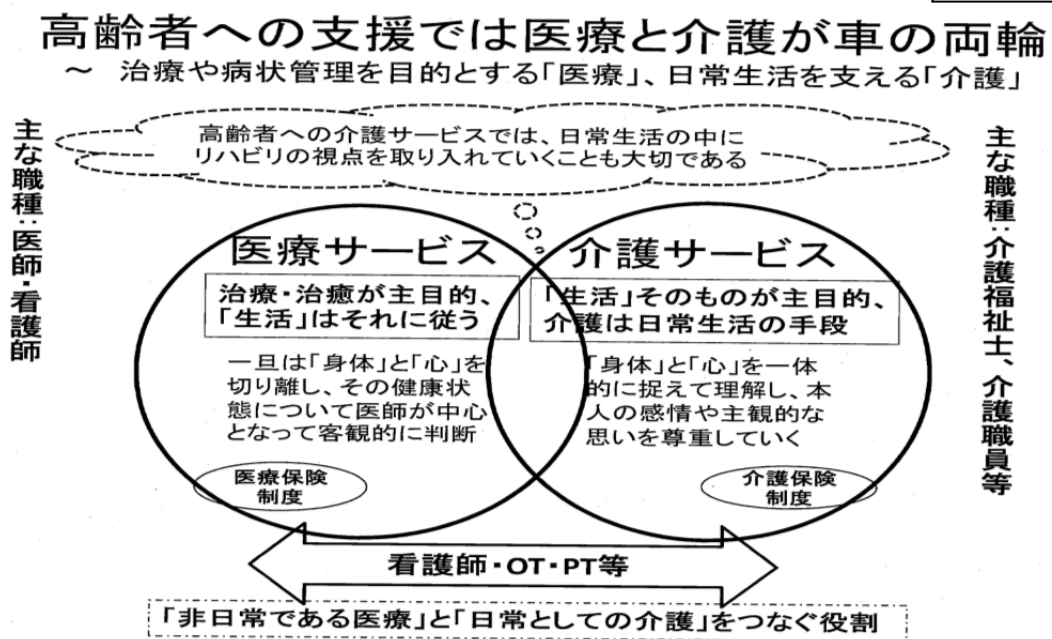 高齢者への支援では医療と介護が車の両輪
～ 治療や病状管理を目的とする「医療」、日常生活を支える「介護」
主な職種：医師・看護師
高齢者への介護サービスでは、日常生活の中に
リハビリの視点を取り入れていくことも大切である
主な職種：介護福祉士、介護職員等
医療サービス
治療・治癒が主目的、
「生活」はそれに従う
一旦は「身体」と「心」を
切り離し、その健康状
態について医師が中心
となって客観的に判断
医療保険
制度
介護サービス
「生活」そのものが主目的、
介護は日常生活の手段
「身体」と「心」を一体
的に捉えて理解し、本
人の感情や主観的な
思いを尊重していく
介護保険
制度
看護師・OT・PT等
「非日常である医療」と「日常としての介護」をつなぐ役割